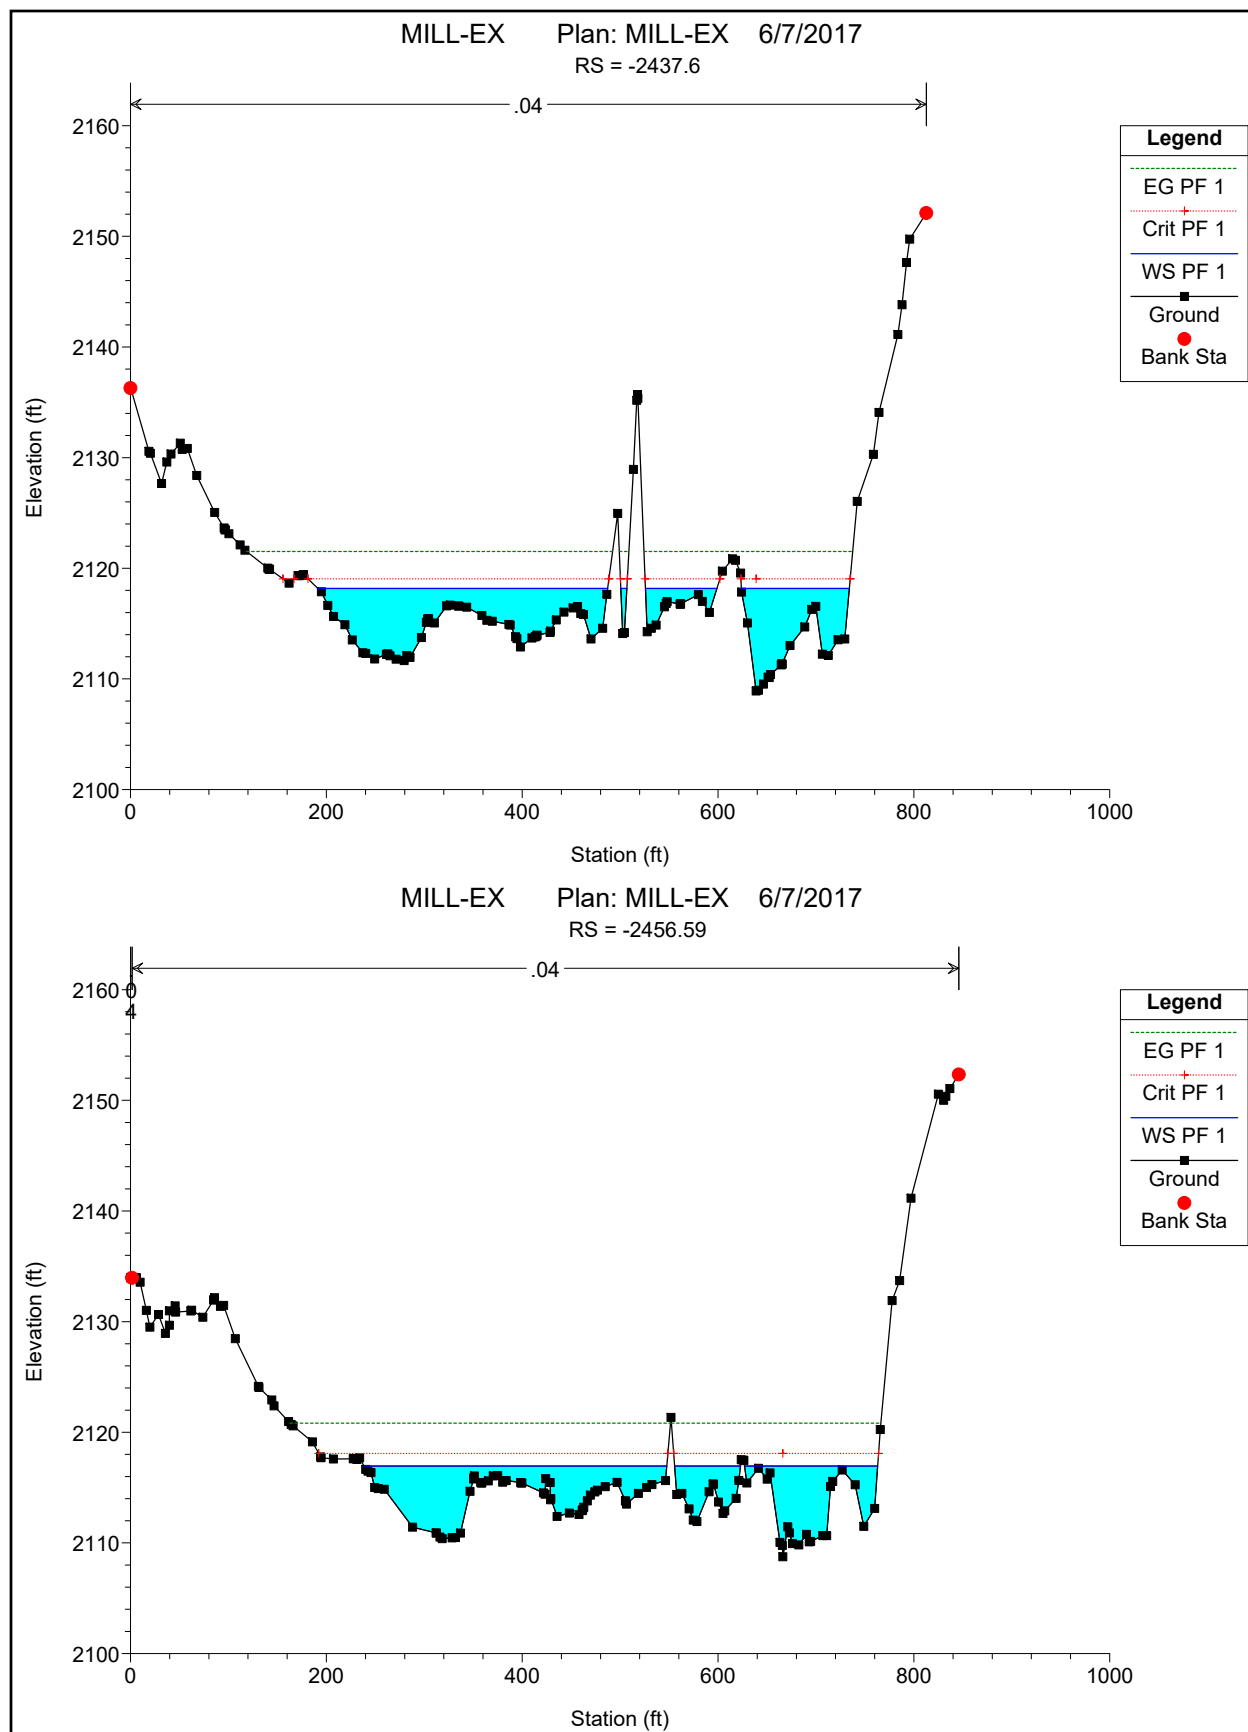 MILL-EX Plan: MILL-EX 6/7/2017
RS = -2437.6
.04
2160
2150
2140
2130
2120
2110
2100
Elevation (ft)
0 200 400 600 800 1000
Station (ft)
Legend
EG PF 1
Crit PF 1
WS PF 1
Ground
Bank Sta
MILL-EX Plan: MILL-EX 6/7/2017
RS = -2456.59
.04
0
4
2160
2150
2140
2130
2120
2110
2100
Elevation (ft)
0 200 400 600 800 1000
Station (ft)
Legend
EG PF 1
Crit PF 1
WS PF 1
Ground
Bank Sta